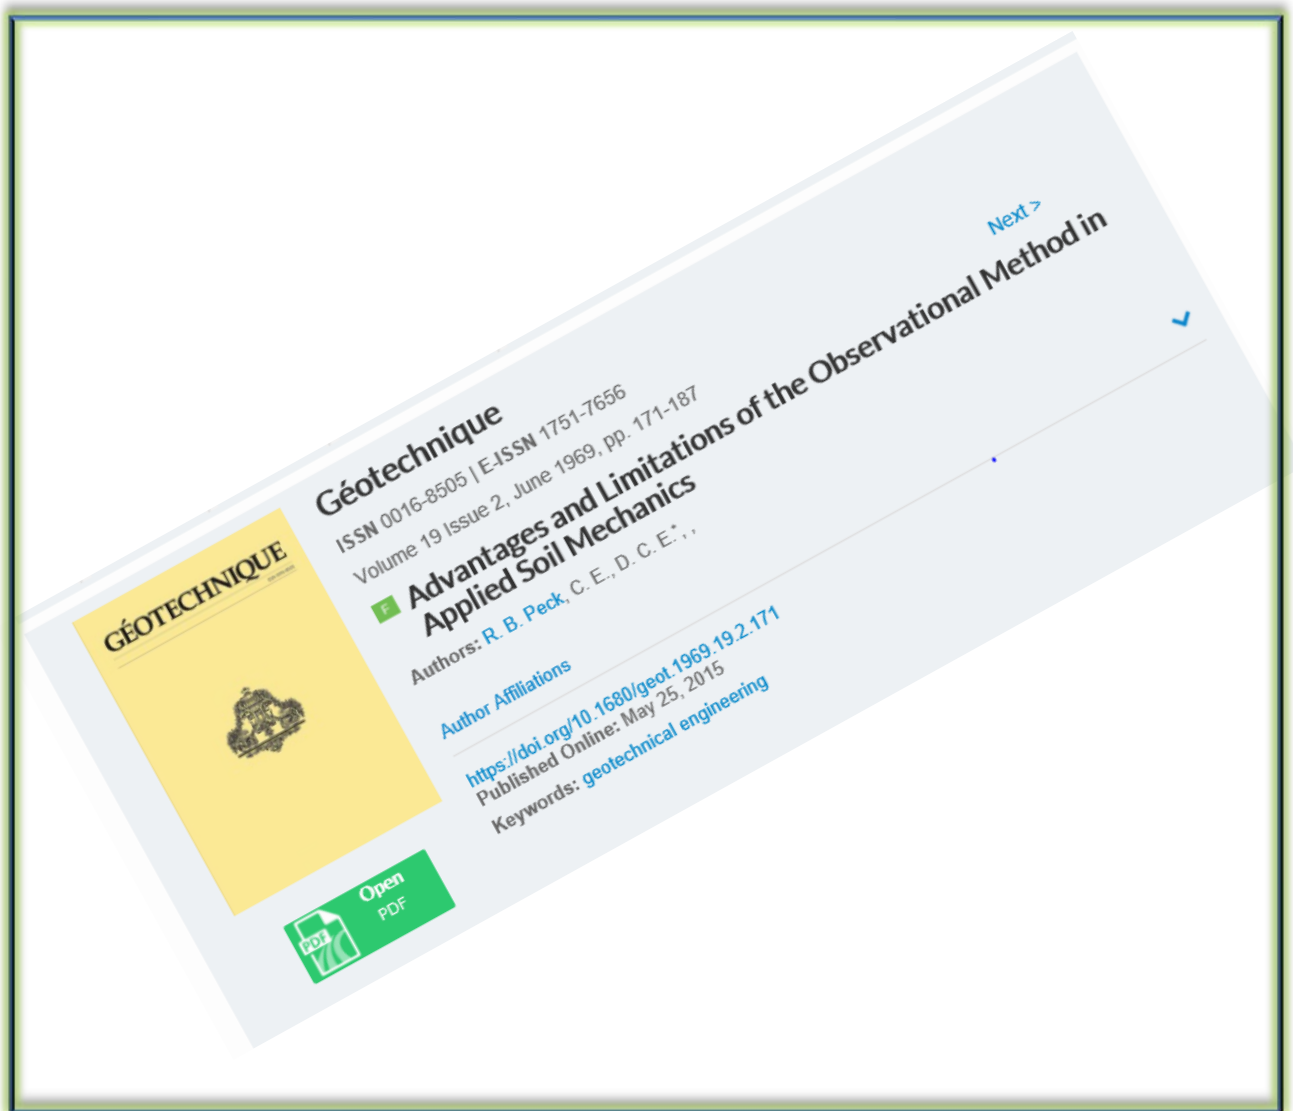 Next >
Géotechnique
ISSN 0016-8505 | E-ISSN 1751-7656
Volume 19 Issue 2, June 1969, pp. 171-187
F Advantages and Limitations of the Observational Method in
Applied Soil Mechanics
Authors: R. B. Peck, C. E., D. C. E.*, ,
Author Affiliations
https://doi.org/10.1680/geot.1969.19.2.171
Published Online: May 25, 2015
Keywords: geotechnical engineering
GÉOTECHNIQUE
Open
PDF
PDF